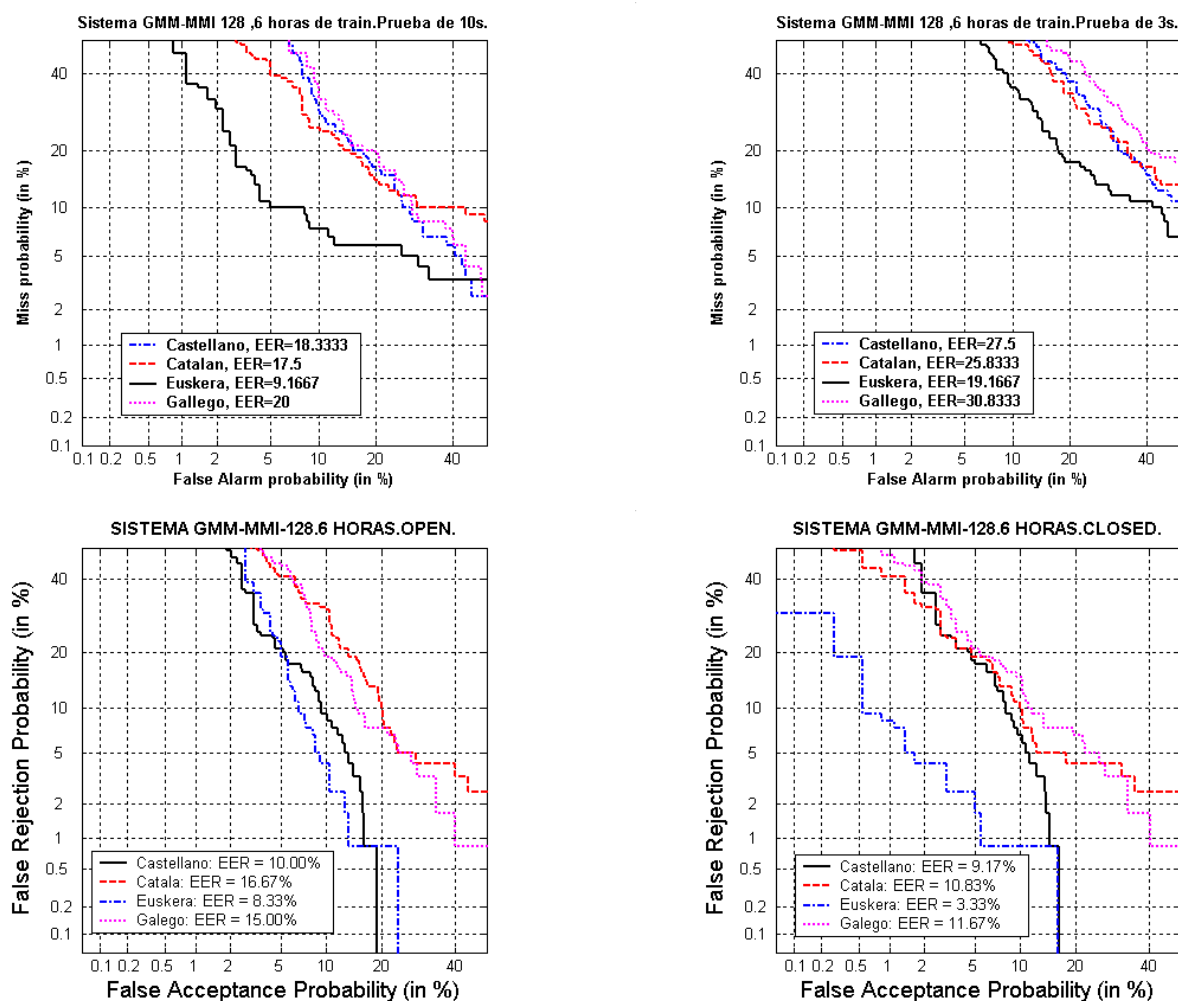 Sistema GMM-MMI 128 ,6 horas de train.Prueba de 10s.
40
20
10
5
2
1
0.5
0.2
0.1
Miss probability (in %)
Castellano, EER=18.3333
Catalan, EER=17.5
Euskera, EER=9.1667
Gallego, EER=20
0.1 0.2 0.5 1 2 5 10 20 40
False Alarm probability (in %)
Sistema GMM-MMI 128 ,6 horas de train.Prueba de 3s.
40
20
10
5
2
1
0.5
0.2
0.1
Miss probability (in %)
Castellano, EER=27.5
Catalan, EER=25.8333
Euskera, EER=19.1667
Gallego, EER=30.8333
0.1 0.2 0.5 1 2 5 10 20 40
False Alarm probability (in %)
SISTEMA GMM-MMI-128.6 HORAS.OPEN.
40
20
10
5
2
1
0.5
0.2
0.1
False Rejection Probability (in %)
Castellano: EER = 10.00%
Catala: EER = 16.67%
Euskera: EER = 8.33%
Galego: EER = 15.00%
0.1 0.2 0.5 1 2 5 10 20 40
False Acceptance Probability (in %)
SISTEMA GMM-MMI-128.6 HORAS.CLOSED.
40
20
10
5
2
1
0.5
0.2
0.1
False Rejection Probability (in %)
Castellano: EER = 9.17%
Catala: EER = 10.83%
Euskera: EER = 3.33%
Galego: EER = 11.67%
0.1 0.2 0.5 1 2 5 10 20 40
False Acceptance Probability (in %)